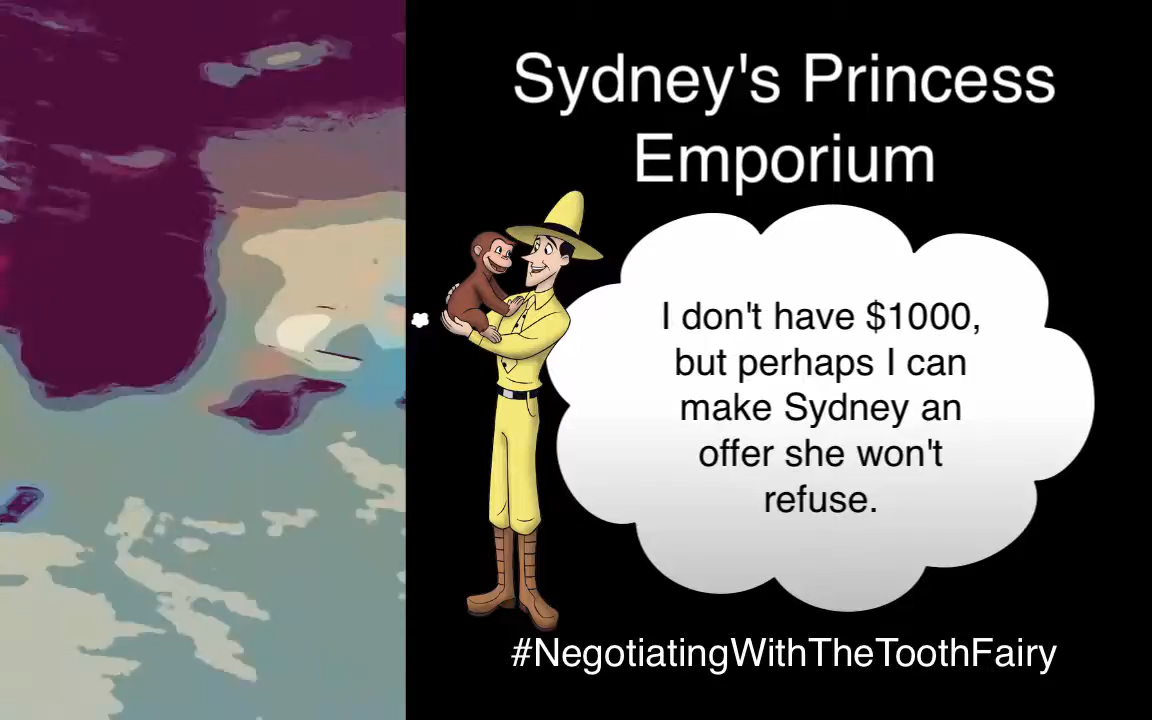 Sydney's Princess
Emporium
I don't have $1000,
but perhaps I can
make Sydney an
offer she won't
refuse.
#NegotiatingWithTheToothFairy